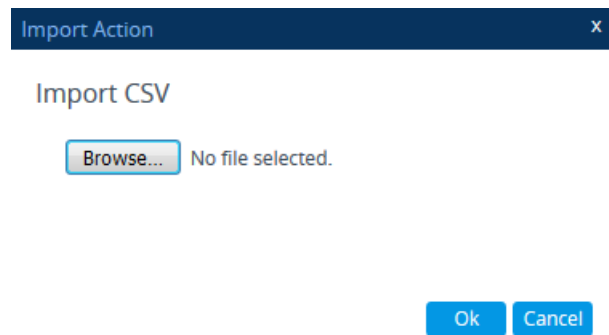 Import Action x
Import CSV
Browse... No file selected.
Ok Cancel